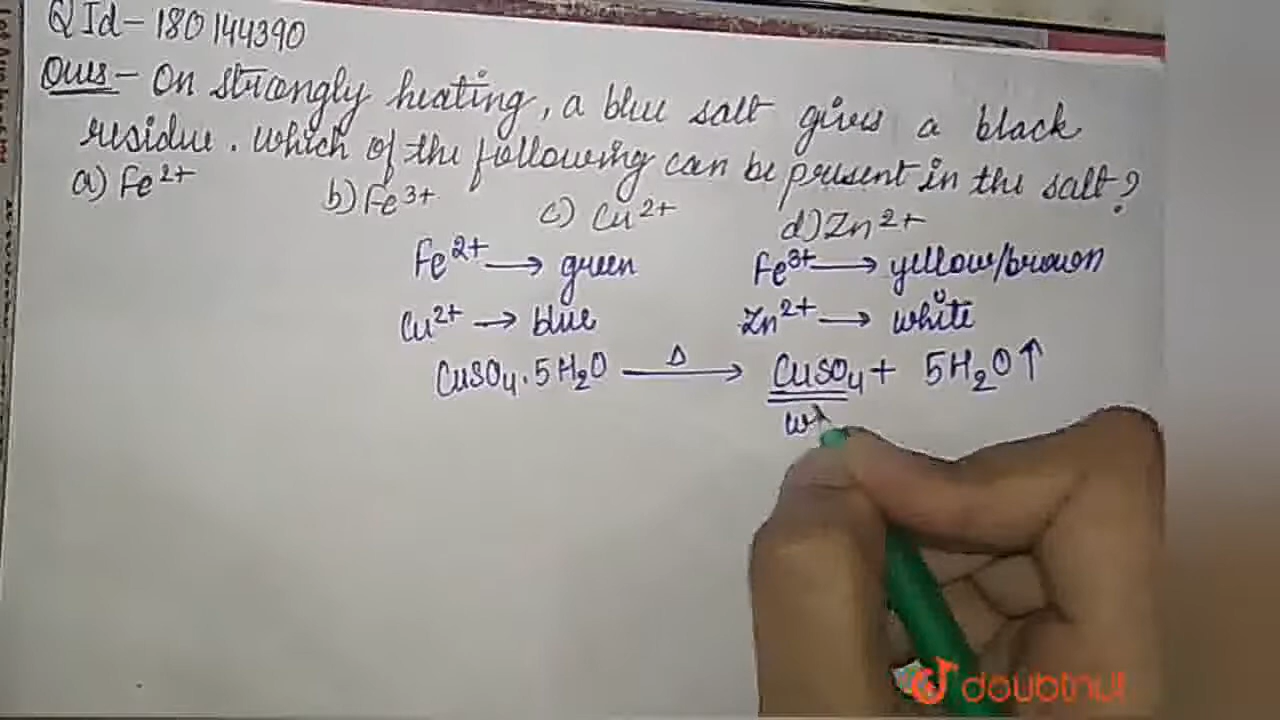 Q Id - 180144390
Ques - On strongly heating, a blue salt gives a black
residue. which of the following can be present in the salt?
a) Fe2+ b) Fe3+ c) Cu2+ d) Zn2+
Fe2+ → green Fe3+ → yellow/brown
Cu2+ → blue Zn2+ → white
CuSO4.5H2O —Δ→ CuSO4 + 5H2O↑
wh
doubtnut